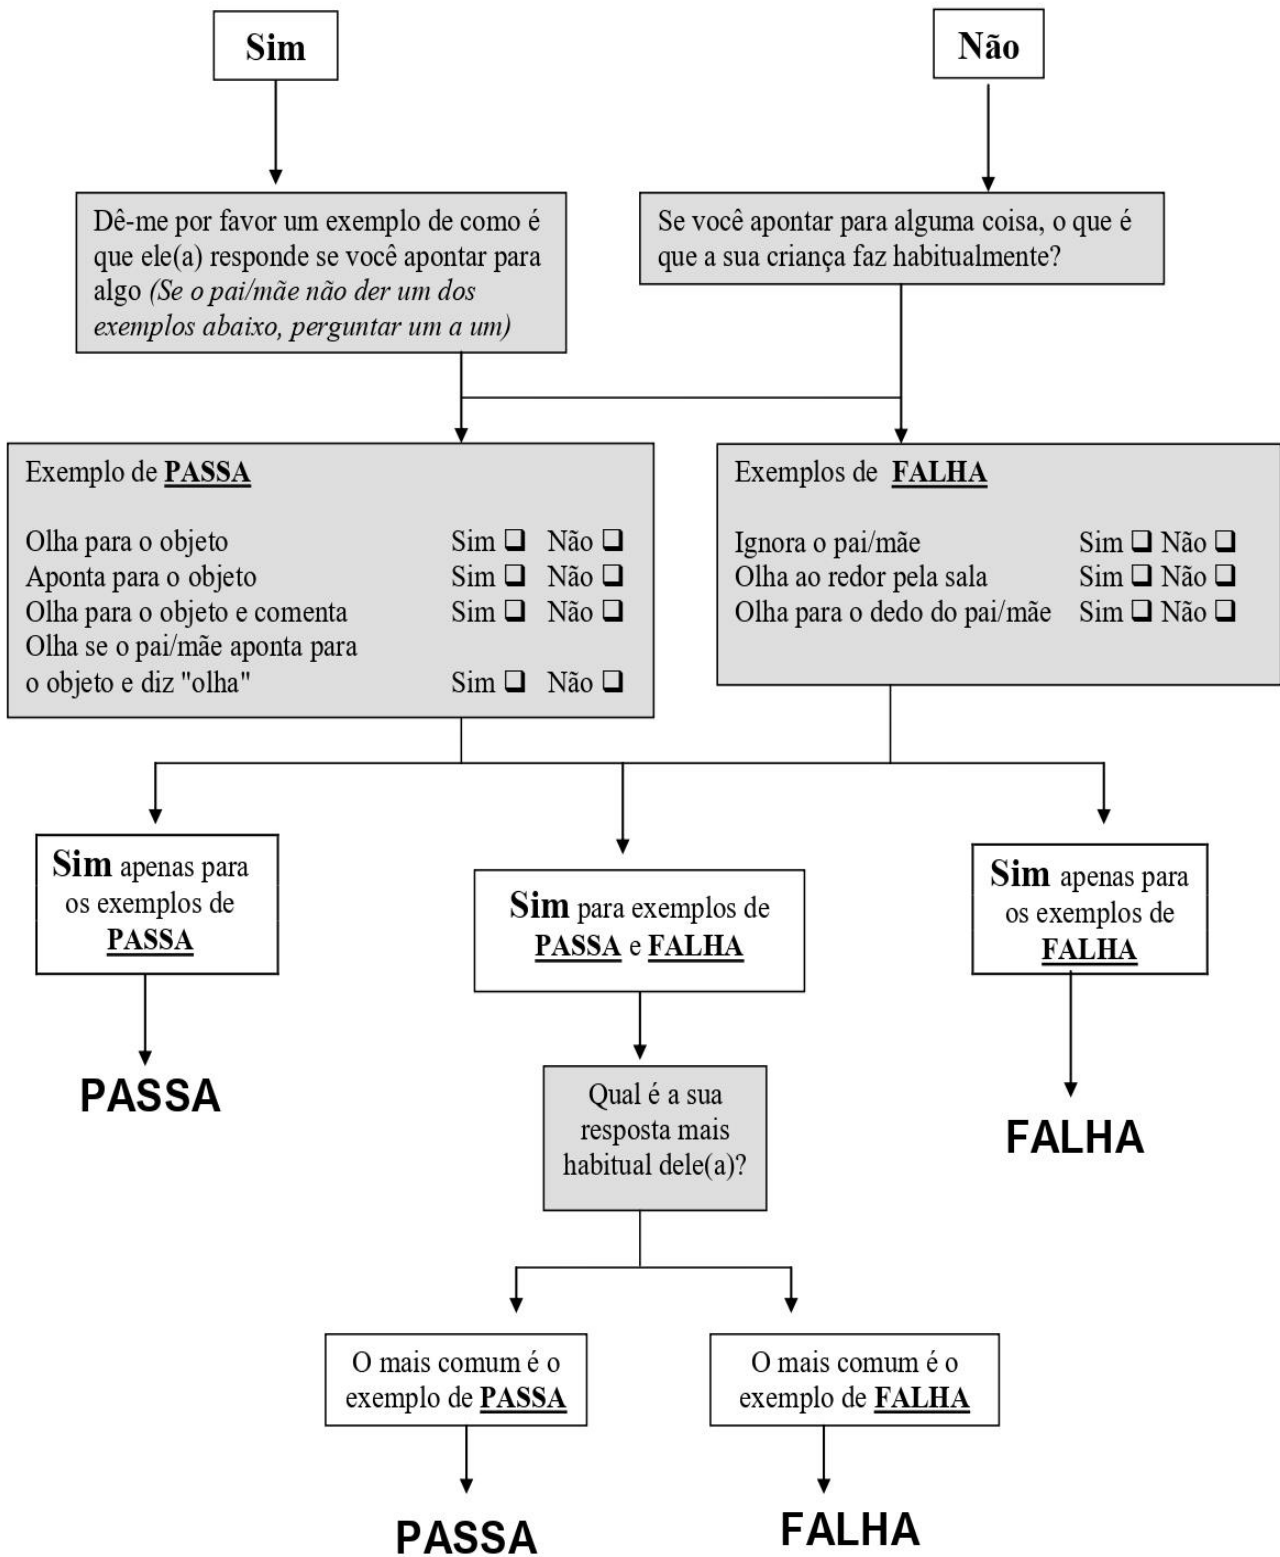 Sim
Não
Dê-me por favor um exemplo de como é
que ele(a) responde se você apontar para
algo (Se o pai/mãe não der um dos
exemplos abaixo, perguntar um a um)
Se você apontar para alguma coisa, o que é
que a sua criança faz habitualmente?
Exemplo de PASSA
Olha para o objeto Sim ❑ Não ❑
Aponta para o objeto Sim ❑ Não ❑
Olha para o objeto e comenta Sim ❑ Não ❑
Olha se o pai/mãe aponta para
o objeto e diz "olha" Sim ❑ Não ❑
Exemplos de FALHA
Ignora o pai/mãe Sim ❑ Não ❑
Olha ao redor pela sala Sim ❑ Não ❑
Olha para o dedo do pai/mãe Sim ❑ Não ❑
Sim apenas para
os exemplos de
PASSA
Sim para exemplos de
PASSA e FALHA
Sim apenas para
os exemplos de
FALHA
PASSA
Qual é a sua
resposta mais
habitual dele(a)?
FALHA
O mais comum é o
exemplo de PASSA
O mais comum é o
exemplo de FALHA
PASSA
FALHA